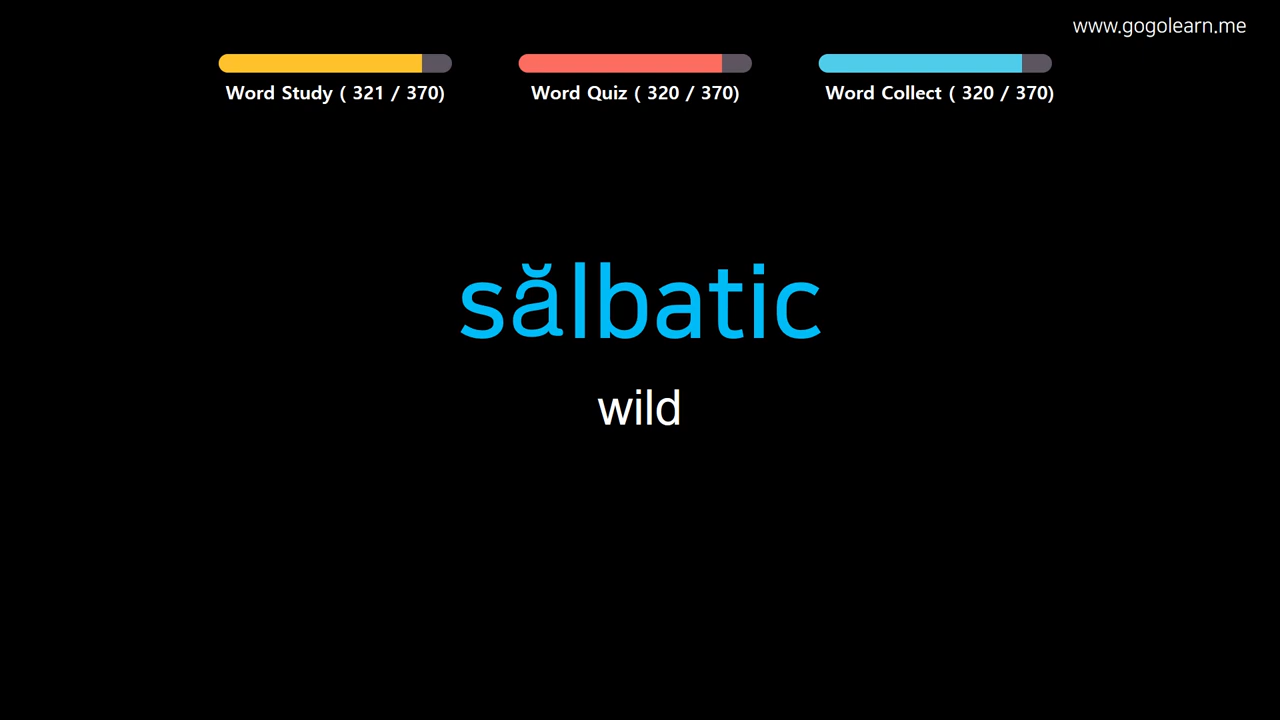 www.gogolearn.me
Word Study ( 321 / 370)
Word Quiz ( 320 / 370)
Word Collect ( 320 / 370)
sălbatic
wild